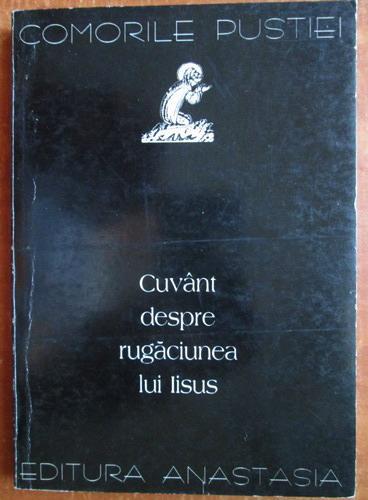 COMORILE PUSTIEI
Cuvânt
despre
rugăciunea
lui Iisus
EDITURA ANASTASIA